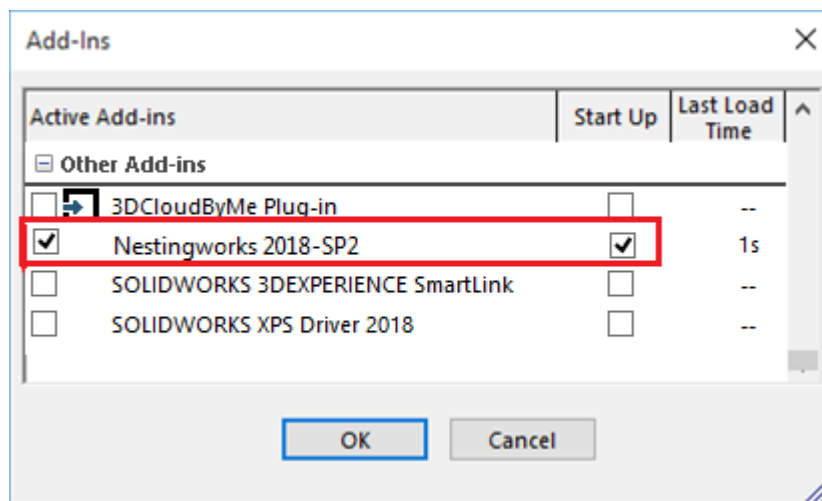 Add-Ins
Active Add-ins Start Up Last Load Time
Other Add-ins
3DCloudByMe Plug-in --
Nestingworks 2018-SP2 1s
SOLIDWORKS 3DEXPERIENCE SmartLink --
SOLIDWORKS XPS Driver 2018 --
OK Cancel